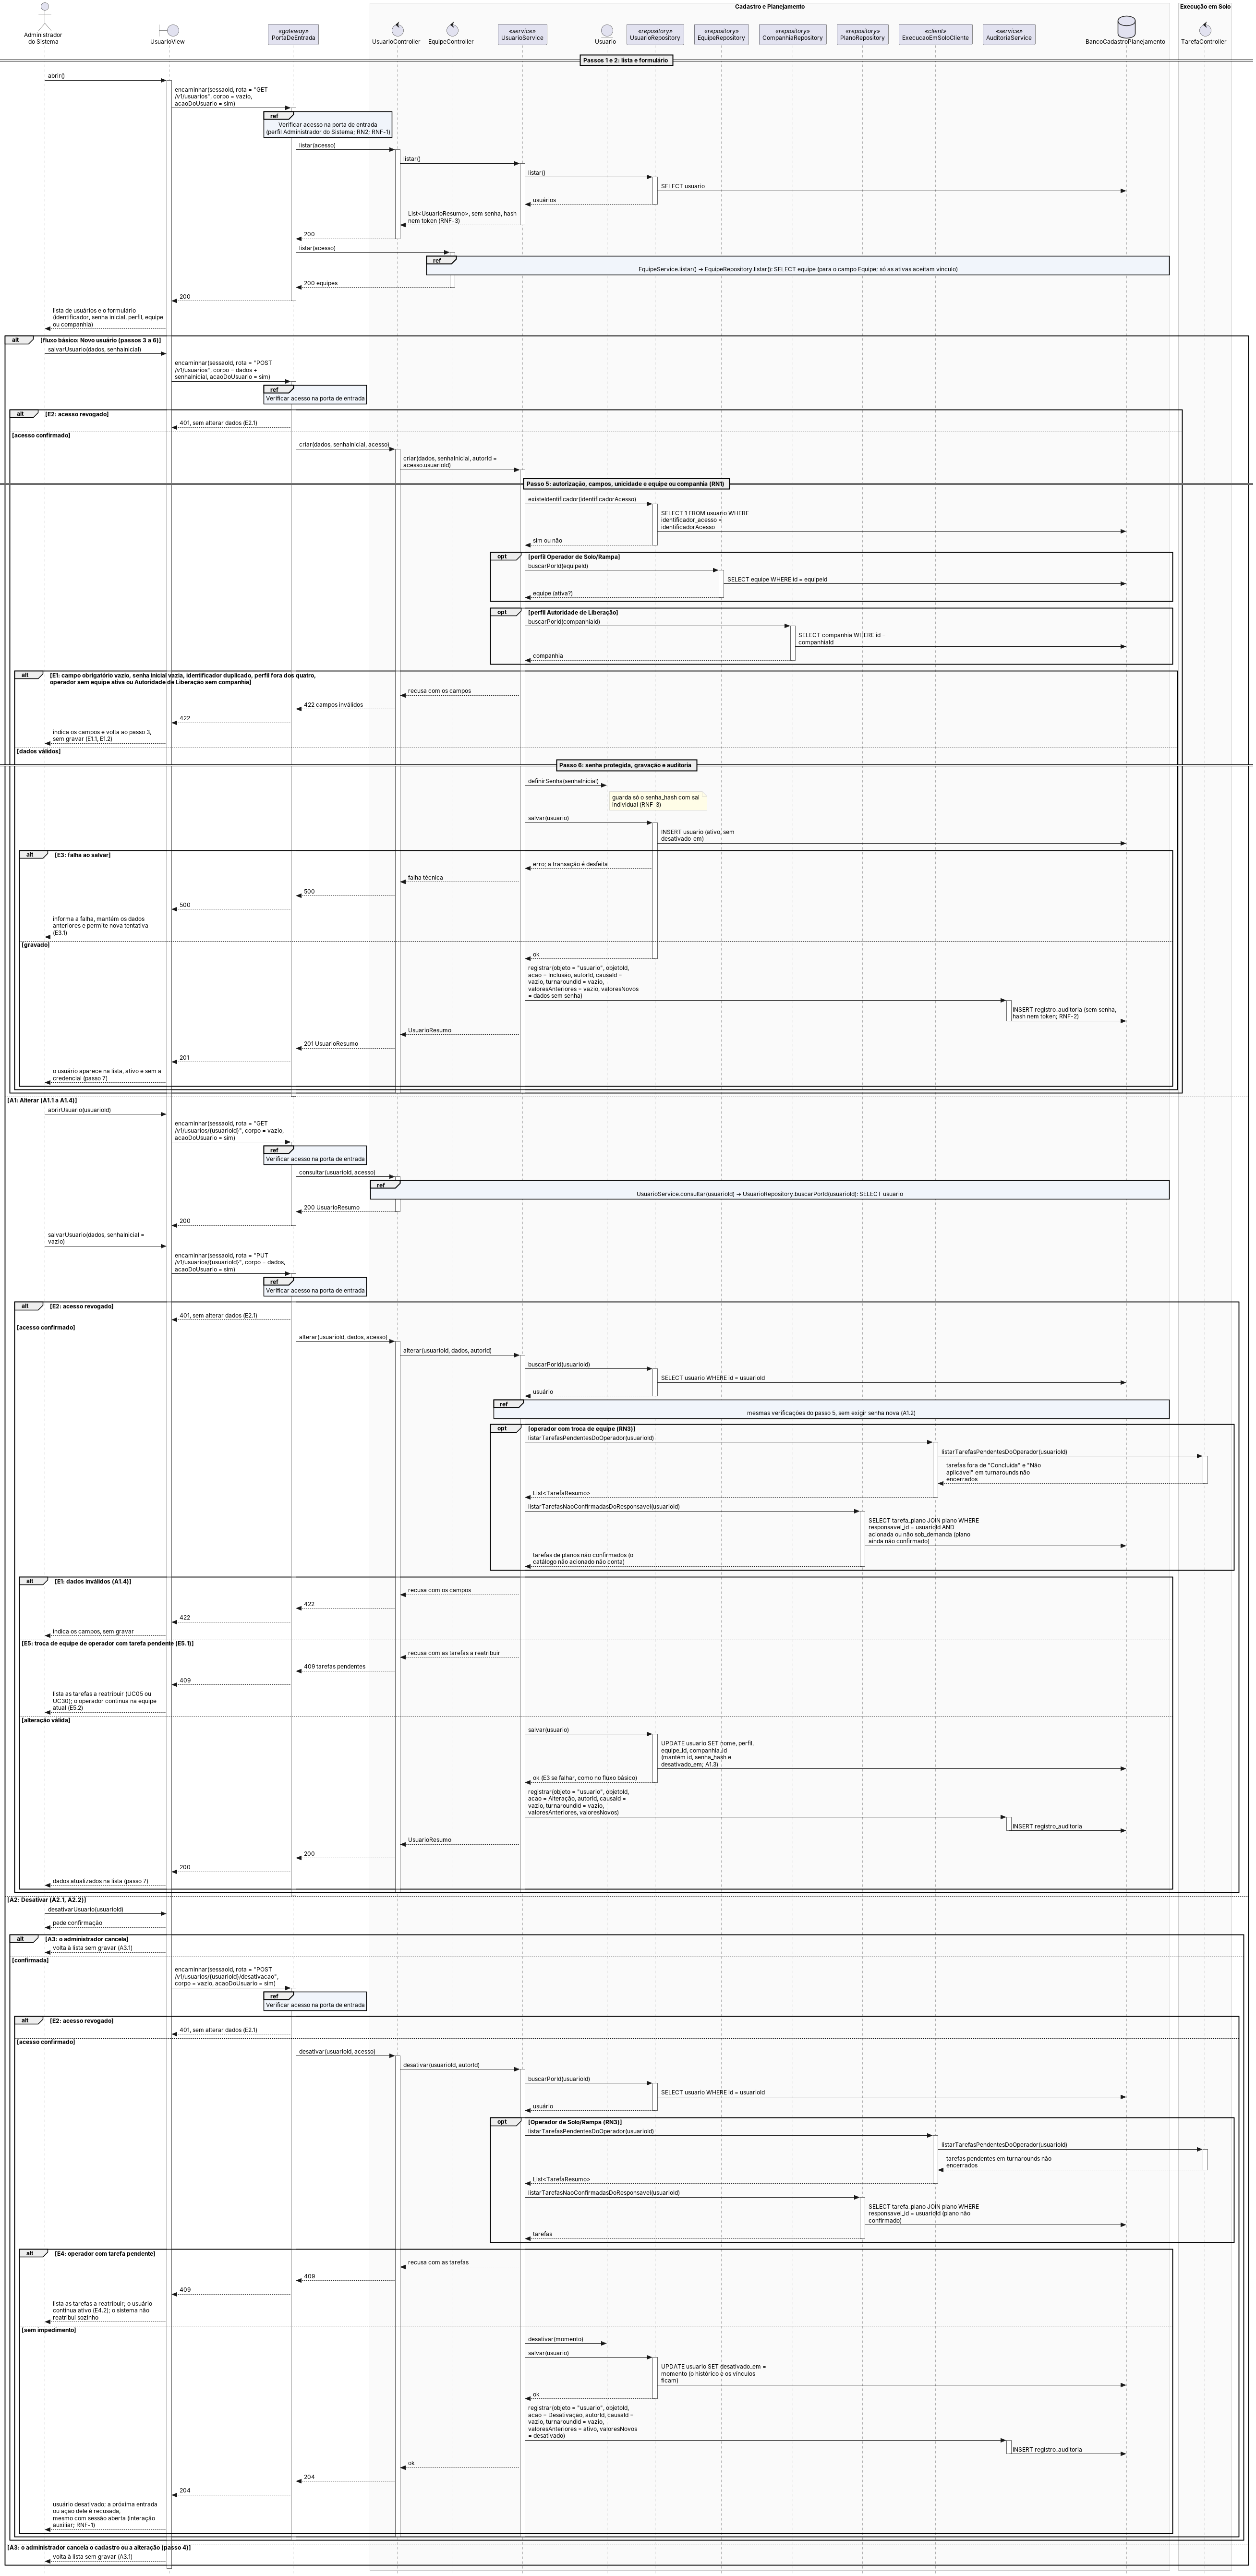 Cadastro e Planejamento
Execução em Solo
Administrador
do Sistema
UsuarioView
«gateway»
PortaDeEntrada
UsuarioController
EquipeController
«service»
UsuarioService
Usuario
«repository»
UsuarioRepository
«repository»
EquipeRepository
«repository»
CompanhiaRepository
«repository»
PlanoRepository
«client»
ExecucaoEmSoloCliente
«service»
AuditoriaService
BancoCadastroPlanejamento
TarefaController
Passos 1 e 2: lista e formulário
abrir()
encaminhar(sessaoId, rota = "GET
/v1/usuarios", corpo = vazio,
acaoDoUsuario = sim)
ref
Verificar acesso na porta de entrada
(perfil Administrador do Sistema; RN2; RNF-1)
listar(acesso)
listar()
listar()
SELECT usuario
usuários
List<UsuarioResumo>, sem senha, hash
nem token (RNF-3)
200
listar(acesso)
ref
EquipeService.listar() → EquipeRepository.listar(): SELECT equipe (para o campo Equipe; só as ativas aceitam vínculo)
200 equipes
200
lista de usuários e o formulário
(identificador, senha inicial, perfil, equipe
ou companhia)
alt
[fluxo básico: Novo usuário (passos 3 a 6)]
salvarUsuario(dados, senhaInicial)
encaminhar(sessaoId, rota = "POST
/v1/usuarios", corpo = dados +
senhaInicial, acaoDoUsuario = sim)
ref
Verificar acesso na porta de entrada
alt
[E2: acesso revogado]
401, sem alterar dados (E2.1)
[acesso confirmado]
criar(dados, senhaInicial, acesso)
criar(dados, senhaInicial, autorId =
acesso.usuarioId)
Passo 5: autorização, campos, unicidade e equipe ou companhia (RN1)
existeIdentificador(identificadorAcesso)
SELECT 1 FROM usuario WHERE
identificador_acesso =
identificadorAcesso
sim ou não
opt
[perfil Operador de Solo/Rampa]
buscarPorId(equipeId)
SELECT equipe WHERE id = equipeId
equipe (ativa?)
opt
[perfil Autoridade de Liberação]
buscarPorId(companhiaId)
SELECT companhia WHERE id =
companhiaId
companhia
alt
[E1: campo obrigatório vazio, senha inicial vazia, identificador duplicado, perfil fora dos quatro,
operador sem equipe ativa ou Autoridade de Liberação sem companhia]
recusa com os campos
422 campos inválidos
422
indica os campos e volta ao passo 3,
sem gravar (E1.1, E1.2)
[dados válidos]
Passo 6: senha protegida, gravação e auditoria
definirSenha(senhaInicial)
guarda só o senha_hash com sal
individual (RNF-3)
salvar(usuario)
INSERT usuario (ativo, sem
desativado_em)
alt
[E3: falha ao salvar]
erro; a transação é desfeita
falha técnica
500
500
informa a falha, mantém os dados
anteriores e permite nova tentativa
(E3.1)
[gravado]
ok
registrar(objeto = "usuario", objetoId,
acao = Inclusão, autorId, causaId =
vazio, turnaroundId = vazio,
valoresAnteriores = vazio, valoresNovos
= dados sem senha)
INSERT registro_auditoria (sem senha,
hash nem token; RNF-2)
UsuarioResumo
201 UsuarioResumo
201
o usuário aparece na lista, ativo e sem a
credencial (passo 7)
[A1: Alterar (A1.1 a A1.4)]
abrirUsuario(usuarioId)
encaminhar(sessaoId, rota = "GET
/v1/usuarios/{usuarioId}", corpo = vazio,
acaoDoUsuario = sim)
ref
Verificar acesso na porta de entrada
consultar(usuarioId, acesso)
ref
UsuarioService.consultar(usuarioId) → UsuarioRepository.buscarPorId(usuarioId): SELECT usuario
200 UsuarioResumo
200
salvarUsuario(dados, senhaInicial =
vazio)
encaminhar(sessaoId, rota = "PUT
/v1/usuarios/{usuarioId}", corpo = dados,
acaoDoUsuario = sim)
ref
Verificar acesso na porta de entrada
alt
[E2: acesso revogado]
401, sem alterar dados (E2.1)
[acesso confirmado]
alterar(usuarioId, dados, acesso)
alterar(usuarioId, dados, autorId)
buscarPorId(usuarioId)
SELECT usuario WHERE id = usuarioId
usuário
ref
mesmas verificações do passo 5, sem exigir senha nova (A1.2)
opt
[operador com troca de equipe (RN3)]
listarTarefasPendentesDoOperador(usuarioId)
listarTarefasPendentesDoOperador(usuarioId)
tarefas fora de "Concluída" e "Não
aplicável" em turnarounds não
encerrados
List<TarefaResumo>
listarTarefasNaoConfirmadasDoResponsavel(usuarioId)
SELECT tarefa_plano JOIN plano WHERE
responsavel_id = usuarioId AND
acionada ou não sob_demanda (plano
ainda não confirmado)
tarefas de planos não confirmados (o
catálogo não acionado não conta)
alt
[E1: dados inválidos (A1.4)]
recusa com os campos
422
422
indica os campos, sem gravar
[E5: troca de equipe de operador com tarefa pendente (E5.1)]
recusa com as tarefas a reatribuir
409 tarefas pendentes
409
lista as tarefas a reatribuir (UC05 ou
UC30); o operador continua na equipe
atual (E5.2)
[alteração válida]
salvar(usuario)
UPDATE usuario SET nome, perfil,
equipe_id, companhia_id
(mantém id, senha_hash e
desativado_em; A1.3)
ok (E3 se falhar, como no fluxo básico)
registrar(objeto = "usuario", objetoId,
acao = Alteração, autorId, causaId =
vazio, turnaroundId = vazio,
valoresAnteriores, valoresNovos)
INSERT registro_auditoria
UsuarioResumo
200
200
dados atualizados na lista (passo 7)
[A2: Desativar (A2.1, A2.2)]
desativarUsuario(usuarioId)
pede confirmação
alt
[A3: o administrador cancela]
volta à lista sem gravar (A3.1)
[confirmada]
encaminhar(sessaoId, rota = "POST
/v1/usuarios/{usuarioId}/desativacao",
corpo = vazio, acaoDoUsuario = sim)
ref
Verificar acesso na porta de entrada
alt
[E2: acesso revogado]
401, sem alterar dados (E2.1)
[acesso confirmado]
desativar(usuarioId, acesso)
desativar(usuarioId, autorId)
buscarPorId(usuarioId)
SELECT usuario WHERE id = usuarioId
usuário
opt
[Operador de Solo/Rampa (RN3)]
listarTarefasPendentesDoOperador(usuarioId)
listarTarefasPendentesDoOperador(usuarioId)
tarefas pendentes em turnarounds não
encerrados
List<TarefaResumo>
listarTarefasNaoConfirmadasDoResponsavel(usuarioId)
SELECT tarefa_plano JOIN plano WHERE
responsavel_id = usuarioId (plano não
confirmado)
tarefas
alt
[E4: operador com tarefa pendente]
recusa com as tarefas
409
409
lista as tarefas a reatribuir; o usuário
continua ativo (E4.2); o sistema não
reatribui sozinho
[sem impedimento]
desativar(momento)
salvar(usuario)
UPDATE usuario SET desativado_em =
momento (o histórico e os vínculos
ficam)
ok
registrar(objeto = "usuario", objetoId,
acao = Desativação, autorId, causaId =
vazio, turnaroundId = vazio,
valoresAnteriores = ativo, valoresNovos
= desativado)
INSERT registro_auditoria
ok
204
204
usuário desativado; a próxima entrada
ou ação dele é recusada,
mesmo com sessão aberta (interação
auxiliar; RNF-1)
[A3: o administrador cancela o cadastro ou a alteração (passo 4)]
volta à lista sem gravar (A3.1)